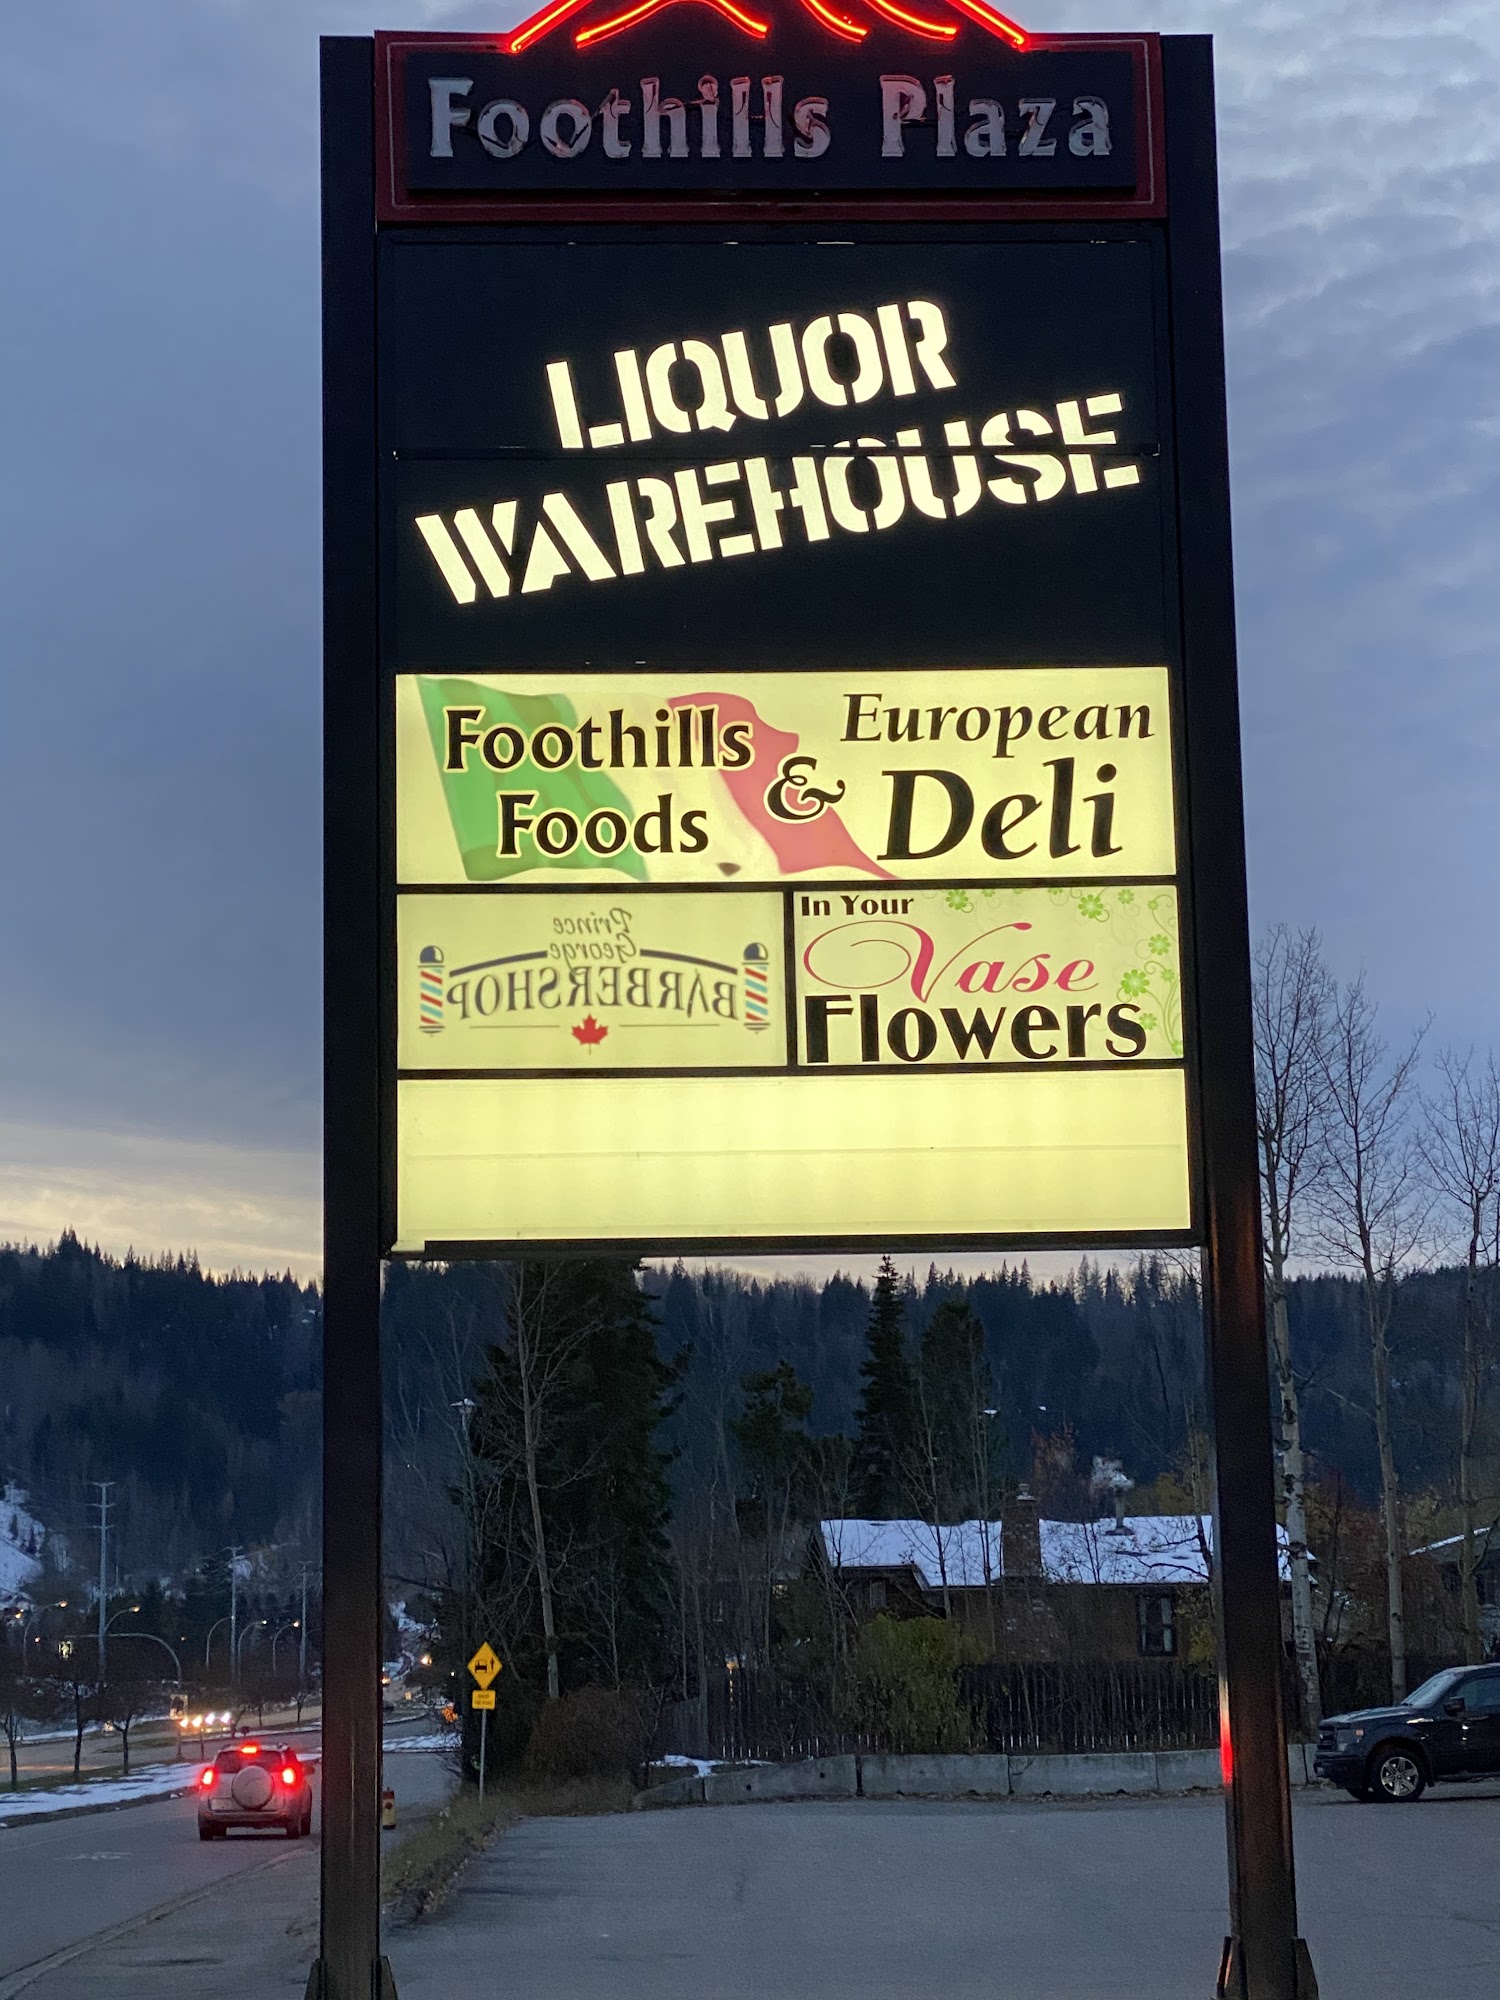 Foothills Plaza
LIQUOR
WAREHOUSE
Foothills
Foods
&
European
Deli
Prince
George
BARBERSHOP
In Your
Vase
Flowers